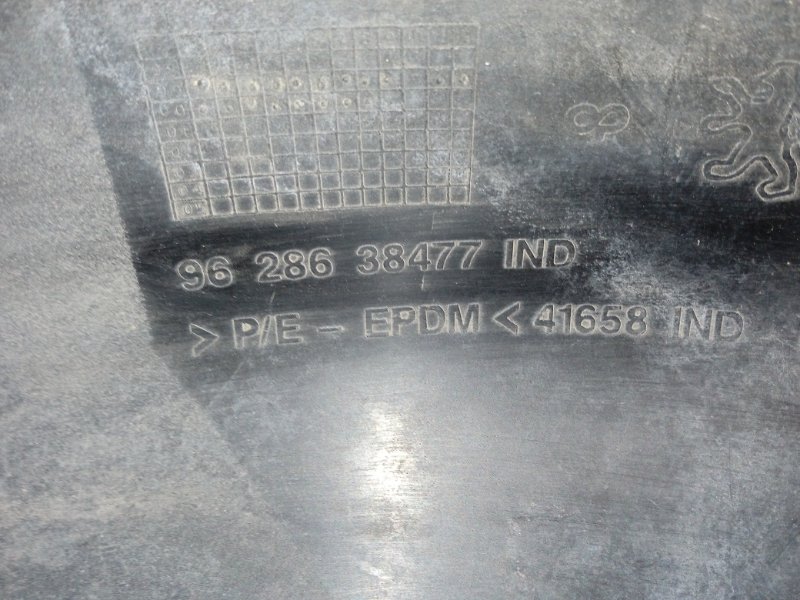 96 286 38477 IND
> P/E - EPDM < 41658 IND